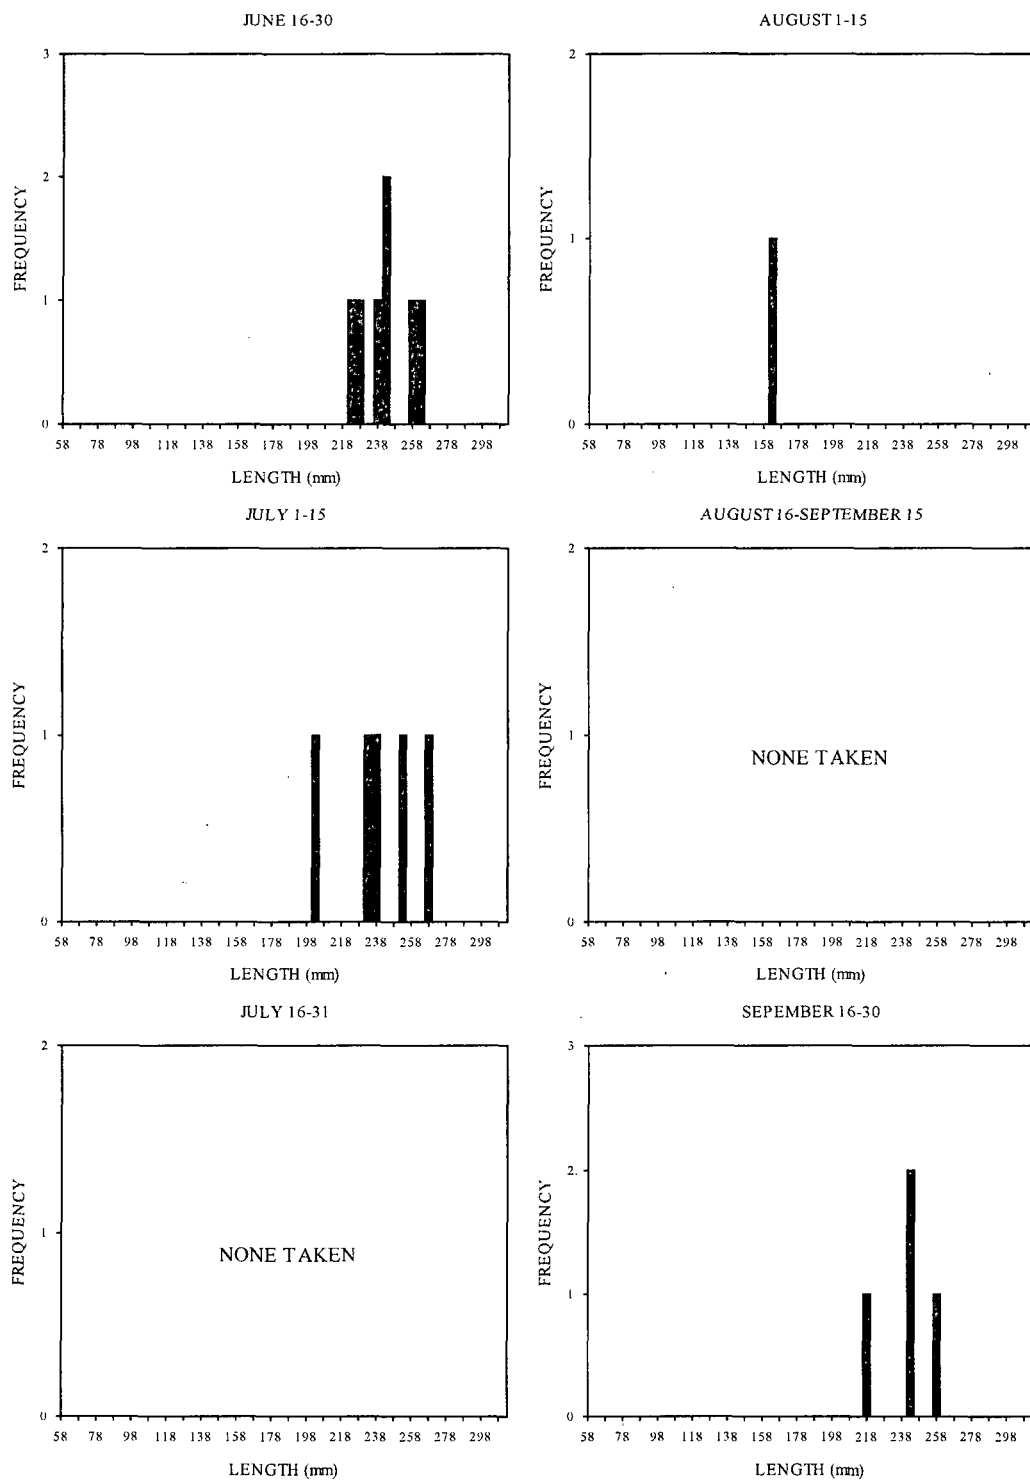 JUNE 16-30
3
2
1
0
FREQUENCY
58 78 98 118 138 158 178 198 218 238 258 278 298
LENGTH (mm)
AUGUST 1-15
2
1
0
FREQUENCY
58 78 98 118 138 158 178 198 218 238 258 278 298
LENGTH (mm)
JULY 1-15
2
1
0
FREQUENCY
58 78 98 118 138 158 178 198 218 238 258 278 298
LENGTH (mm)
AUGUST 16-SEPTEMBER 15
2
1
0
FREQUENCY
NONE TAKEN
58 78 98 118 138 158 178 198 218 238 258 278 298
LENGTH (mm)
JULY 16-31
2
1
0
FREQUENCY
NONE TAKEN
58 78 98 118 138 158 178 198 218 238 258 278 298
LENGTH (mm)
SEPEMBER 16-30
3
2
1
0
FREQUENCY
58 78 98 118 138 158 178 198 218 238 258 278 298
LENGTH (mm)